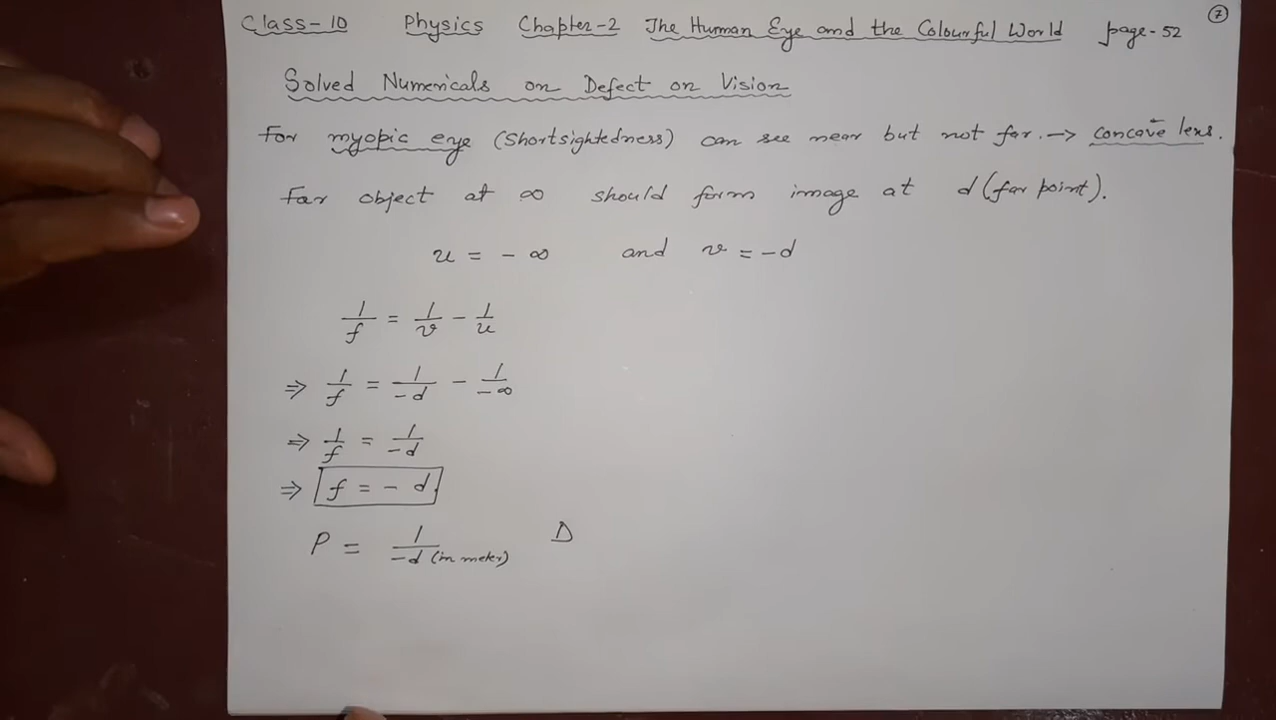 Class-10 Physics Chapter-2 The Human Eye and the Colourful World page-52 7
Solved Numericals on Defect on Vision
For myopic eye (Shortsightedness) can see near but not far. → concave lens.
Far object at ∞ should form image at d (far point).
u = - ∞ and v = -d
1/f = 1/v - 1/u
⇒ 1/f = 1/-d - 1/-∞
⇒ 1/f = 1/-d
⇒ f = - d
P = 1/-d (in meter) D